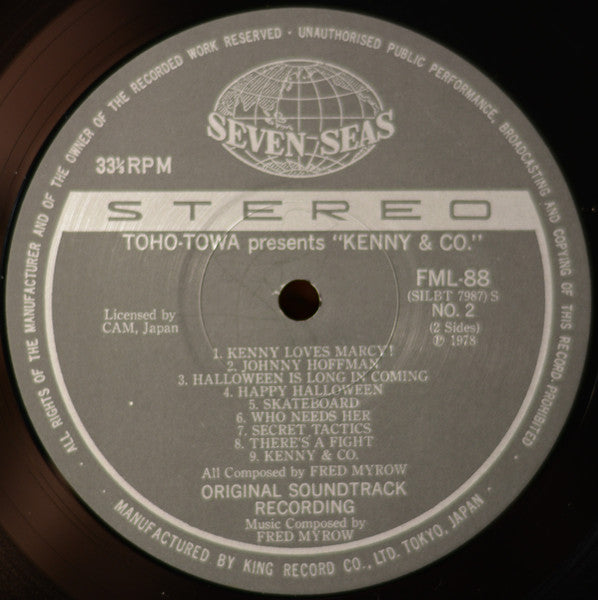 ALL RIGHTS OF THE MANUFACTURER AND OF THE OWNER OF THE RECORDED WORK RESERVED · UNAUTHORISED PUBLIC PERFORMANCE, BROADCASTING AND COPYING OF THIS RECORD PROHIBITED ·
SEVEN-SEAS
33⅓RPM
STEREO
TOHO-TOWA presents "KENNY & CO."
FML-88
(SILBT 7987) S
NO. 2
(2 Sides)
℗ 1978
Licensed by
CAM, Japan
1. KENNY LOVES MARCY!
2. JOHNNY HOFFMAN
3. HALLOWEEN IS LONG IN COMING
4. HAPPY HALLOWEEN
5. SKATEBOARD
6. WHO NEEDS HER
7. SECRET TACTICS
8. THERE'S A FIGHT
9. KENNY & CO.
All Composed by FRED MYROW
ORIGINAL SOUNDTRACK
RECORDING
Music Composed by
FRED MYROW
MANUFACTURED BY KING RECORD CO., LTD. TOKYO, JAPAN ·